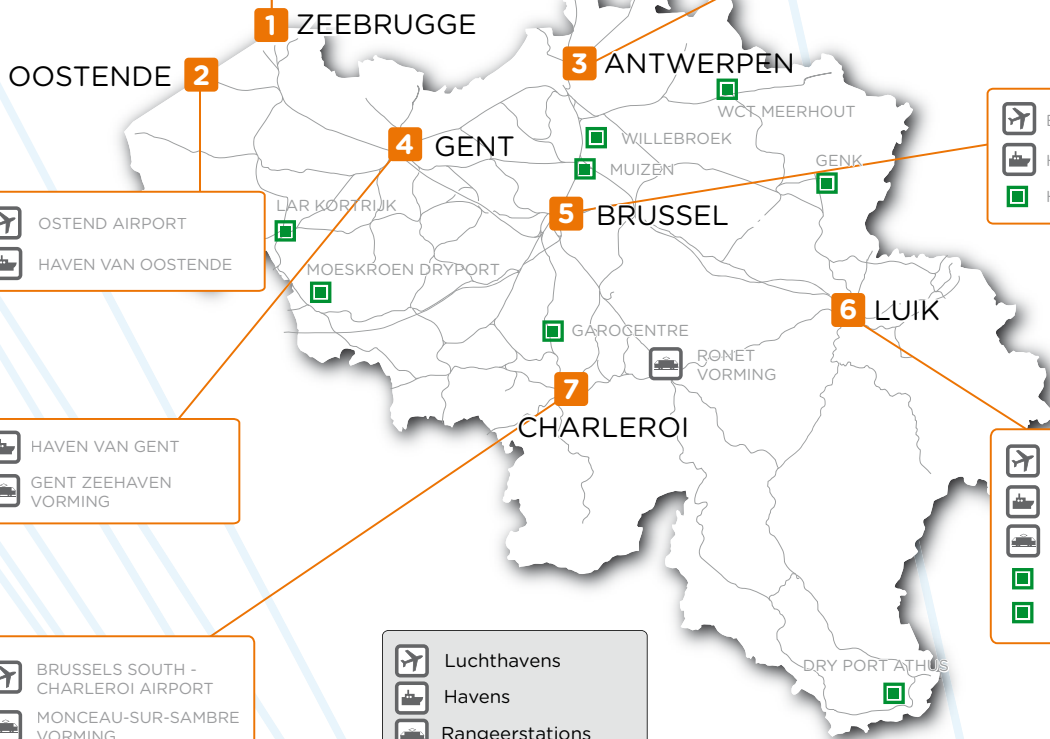 1 ZEEBRUGGE
OOSTENDE 2
3 ANTWERPEN
WCT MEERHOUT
WILLEBROEK
4 GENT
MUIZEN
GENK
LAR KORTRIJK
5 BRUSSEL
OSTEND AIRPORT
HAVEN VAN OOSTENDE
MOESKROEN DRYPORT
6 LUIK
GAROCENTRE
RONET
VORMING
7
CHARLEROI
HAVEN VAN GENT
GENT ZEEHAVEN
VORMING
BRUSSELS SOUTH -
CHARLEROI AIRPORT
MONCEAU-SUR-SAMBRE
VORMING
DRY PORT ATHUS
Luchthavens
Havens
Rangeerstations